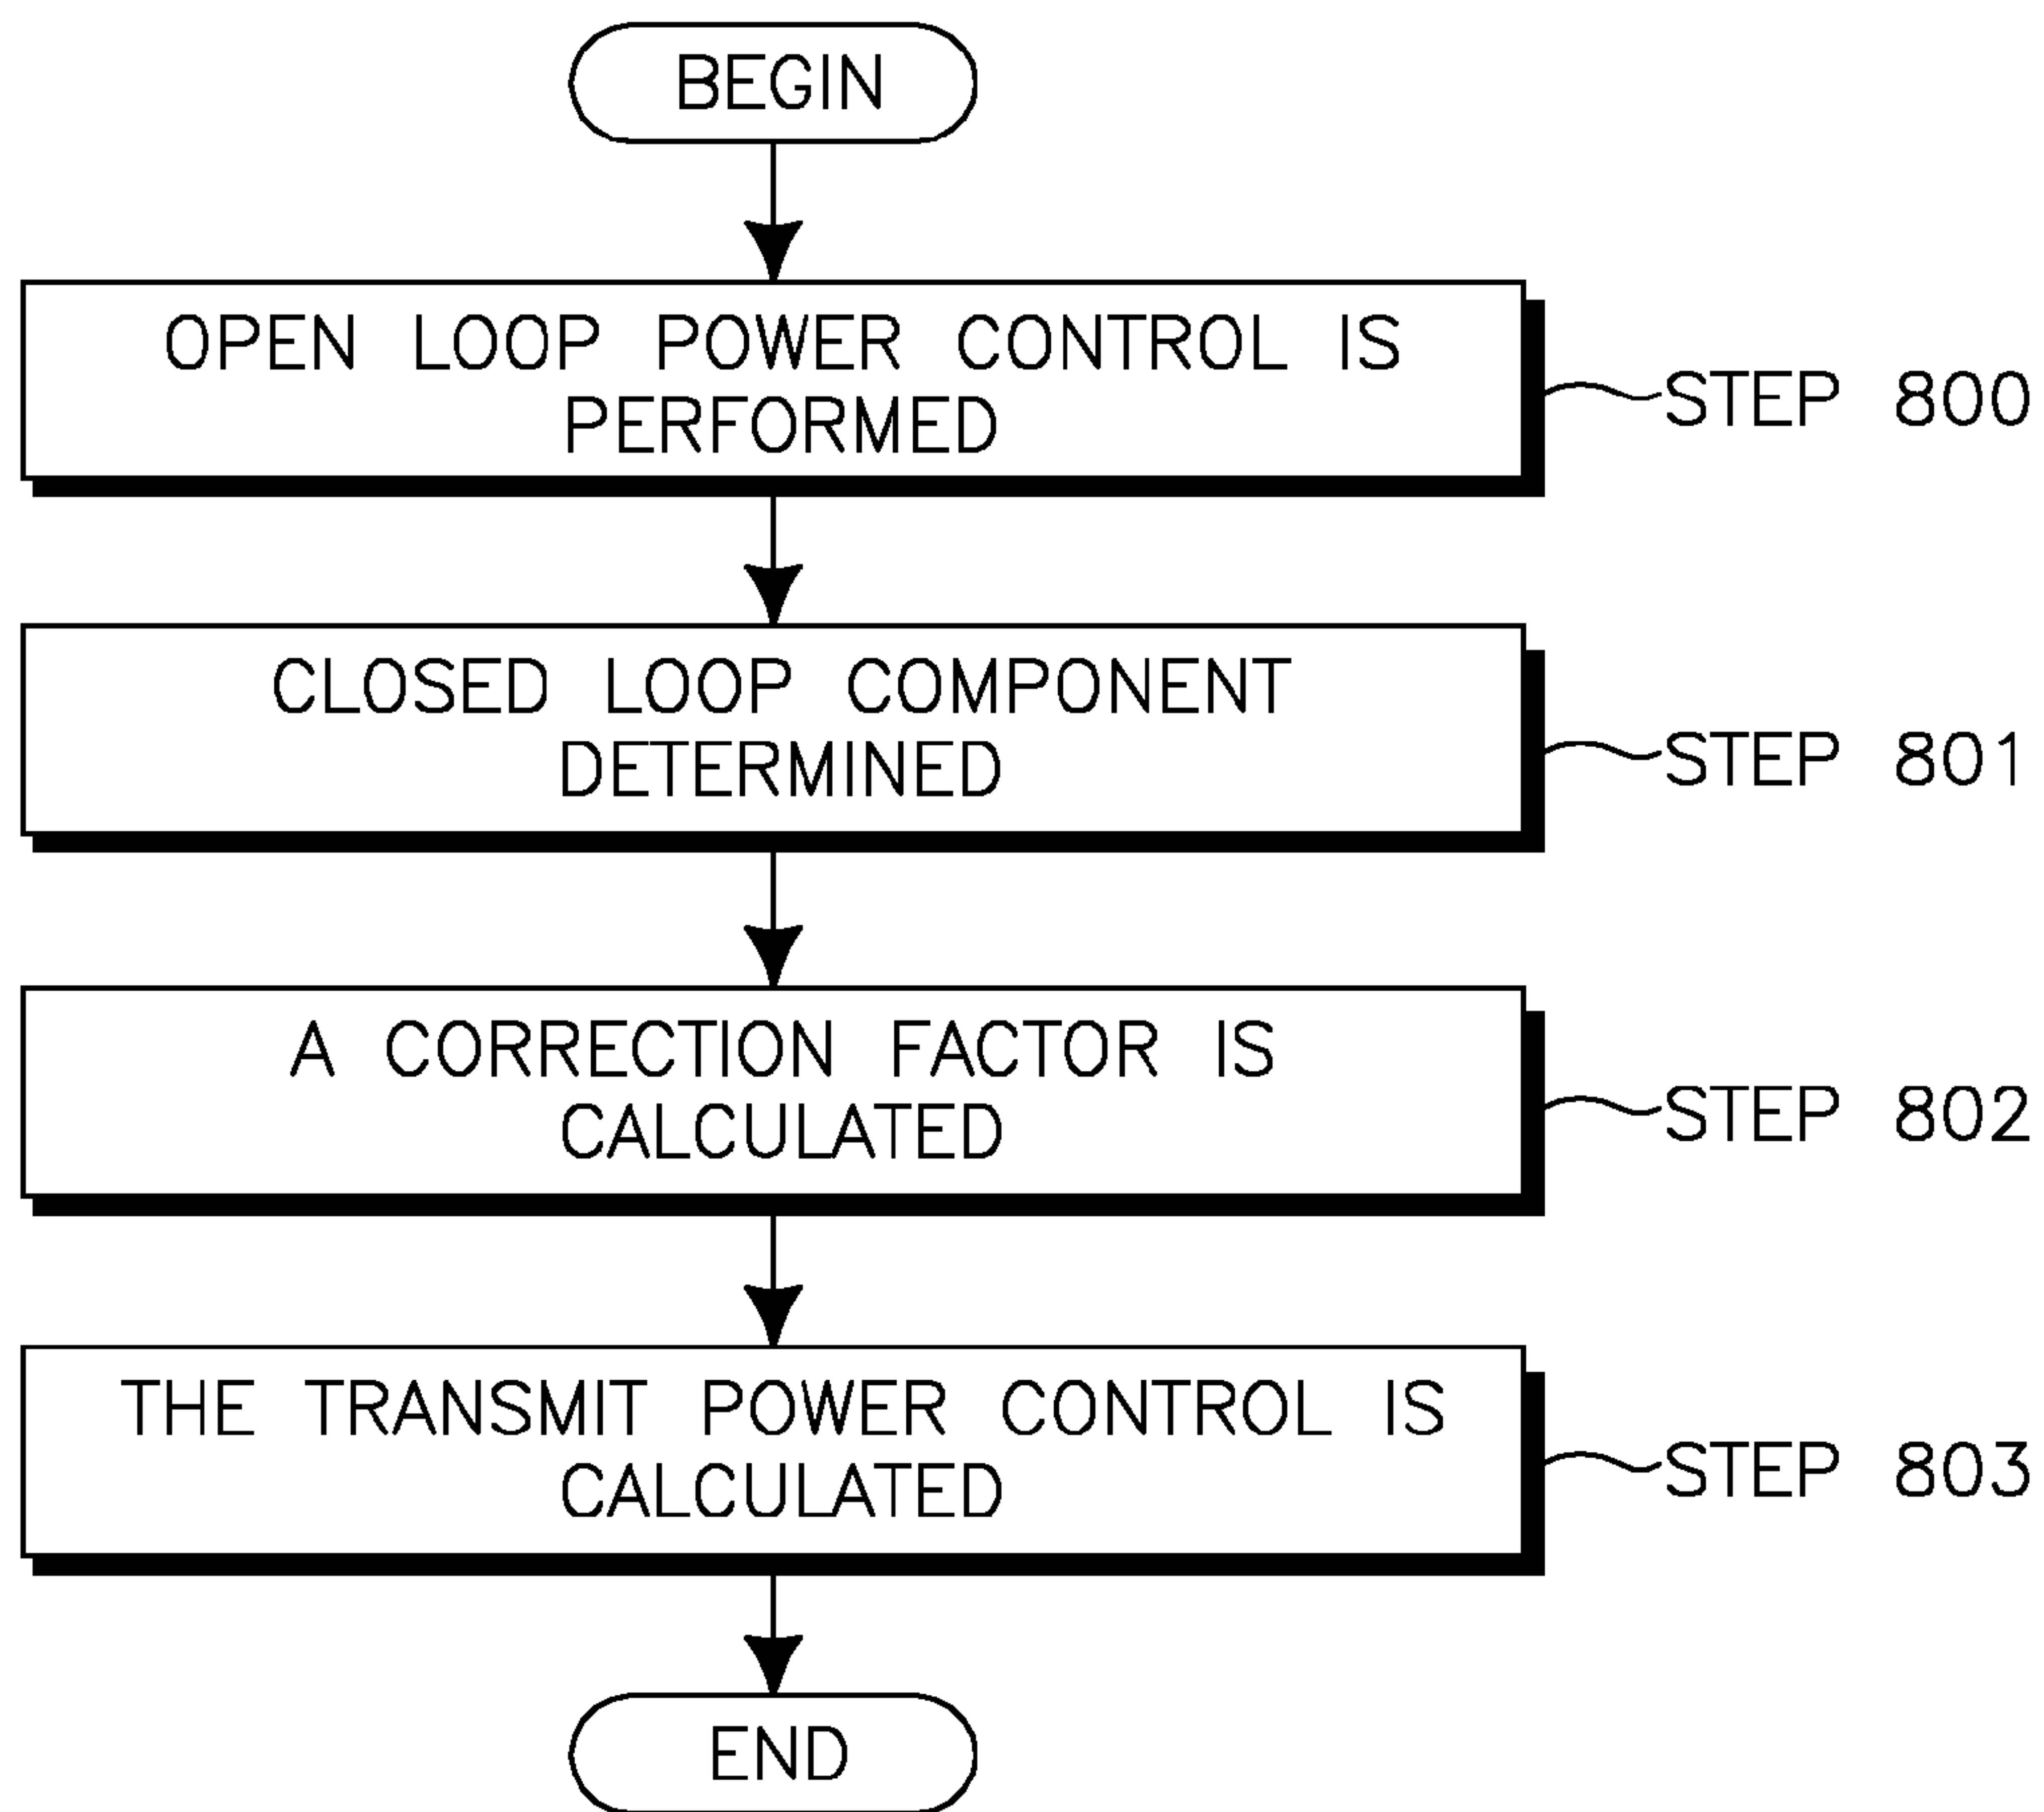 BEGIN
OPEN LOOP POWER CONTROL IS
PERFORMED
STEP 800
CLOSED LOOP COMPONENT
DETERMINED
STEP 801
A CORRECTION FACTOR IS
CALCULATED
STEP 802
THE TRANSMIT POWER CONTROL IS
CALCULATED
STEP 803
END